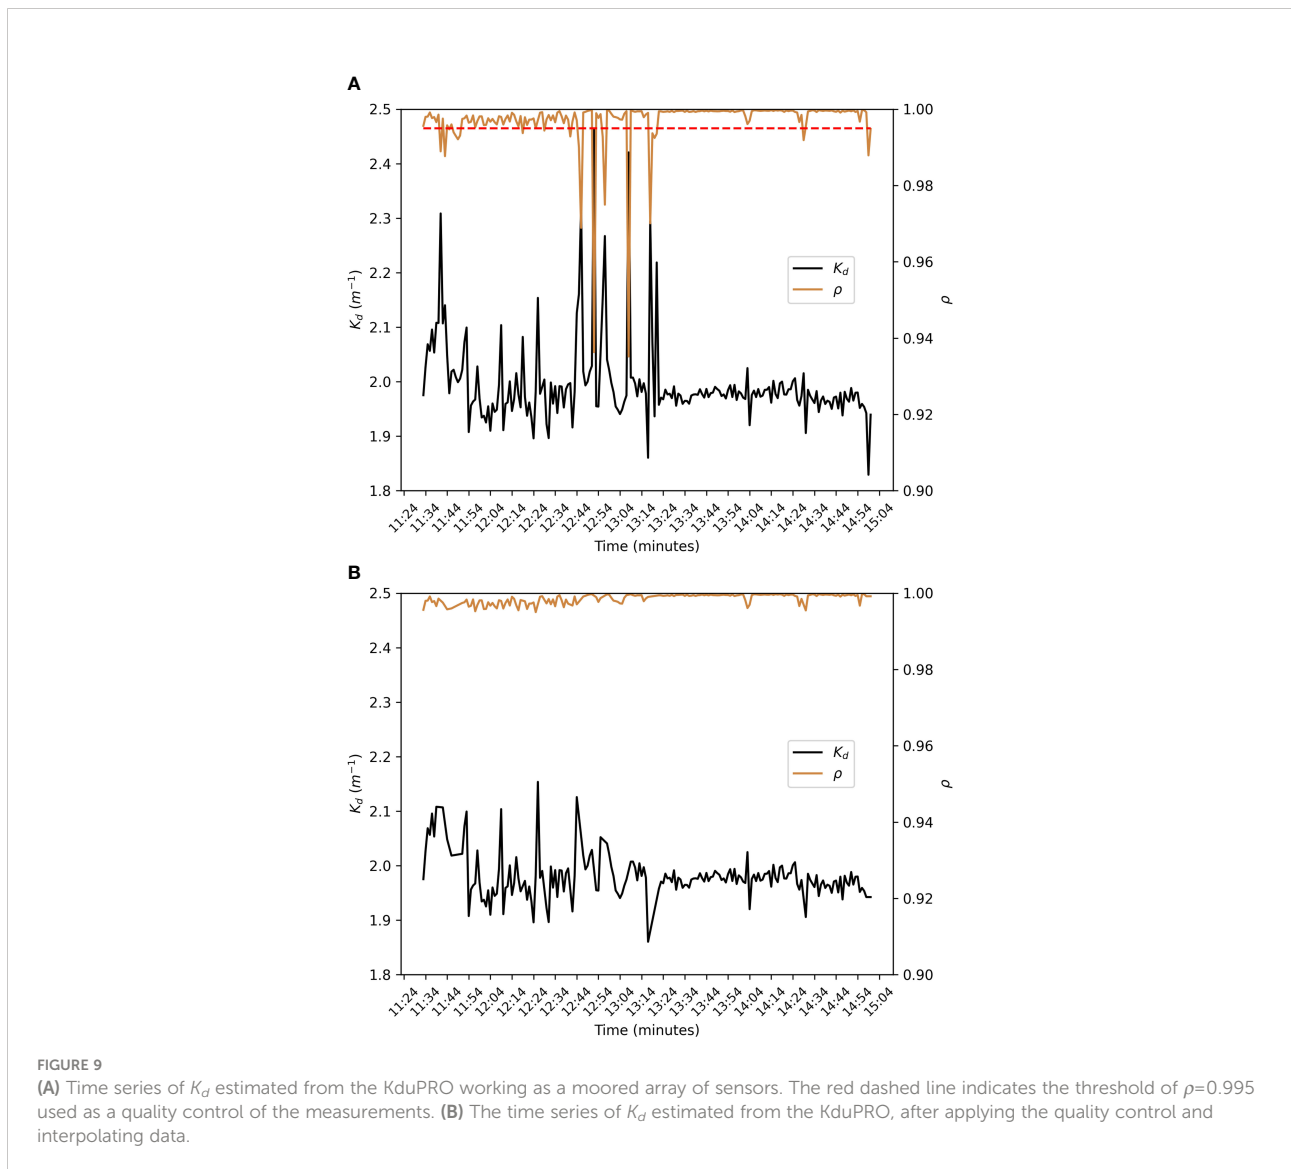 A
2.5
2.4
2.3
2.2
2.1
2.0
1.9
1.8
K_d (m⁻¹)
1.00
0.98
0.96
0.94
0.92
0.90
ρ
K_d
ρ
11:24 11:34 11:44 11:54 12:04 12:14 12:24 12:34 12:44 12:54 13:04 13:14 13:24 13:34 13:44 13:54 14:04 14:14 14:24 14:34 14:44 14:54 15:04
Time (minutes)
B
2.5
2.4
2.3
2.2
2.1
2.0
1.9
1.8
K_d (m⁻¹)
1.00
0.98
0.96
0.94
0.92
0.90
ρ
K_d
ρ
11:24 11:34 11:44 11:54 12:04 12:14 12:24 12:34 12:44 12:54 13:04 13:14 13:24 13:34 13:44 13:54 14:04 14:14 14:24 14:34 14:44 14:54 15:04
Time (minutes)
FIGURE 9
(A) Time series of K_d estimated from the KduPRO working as a moored array of sensors. The red dashed line indicates the threshold of ρ=0.995
used as a quality control of the measurements. (B) The time series of K_d estimated from the KduPRO, after applying the quality control and
interpolating data.